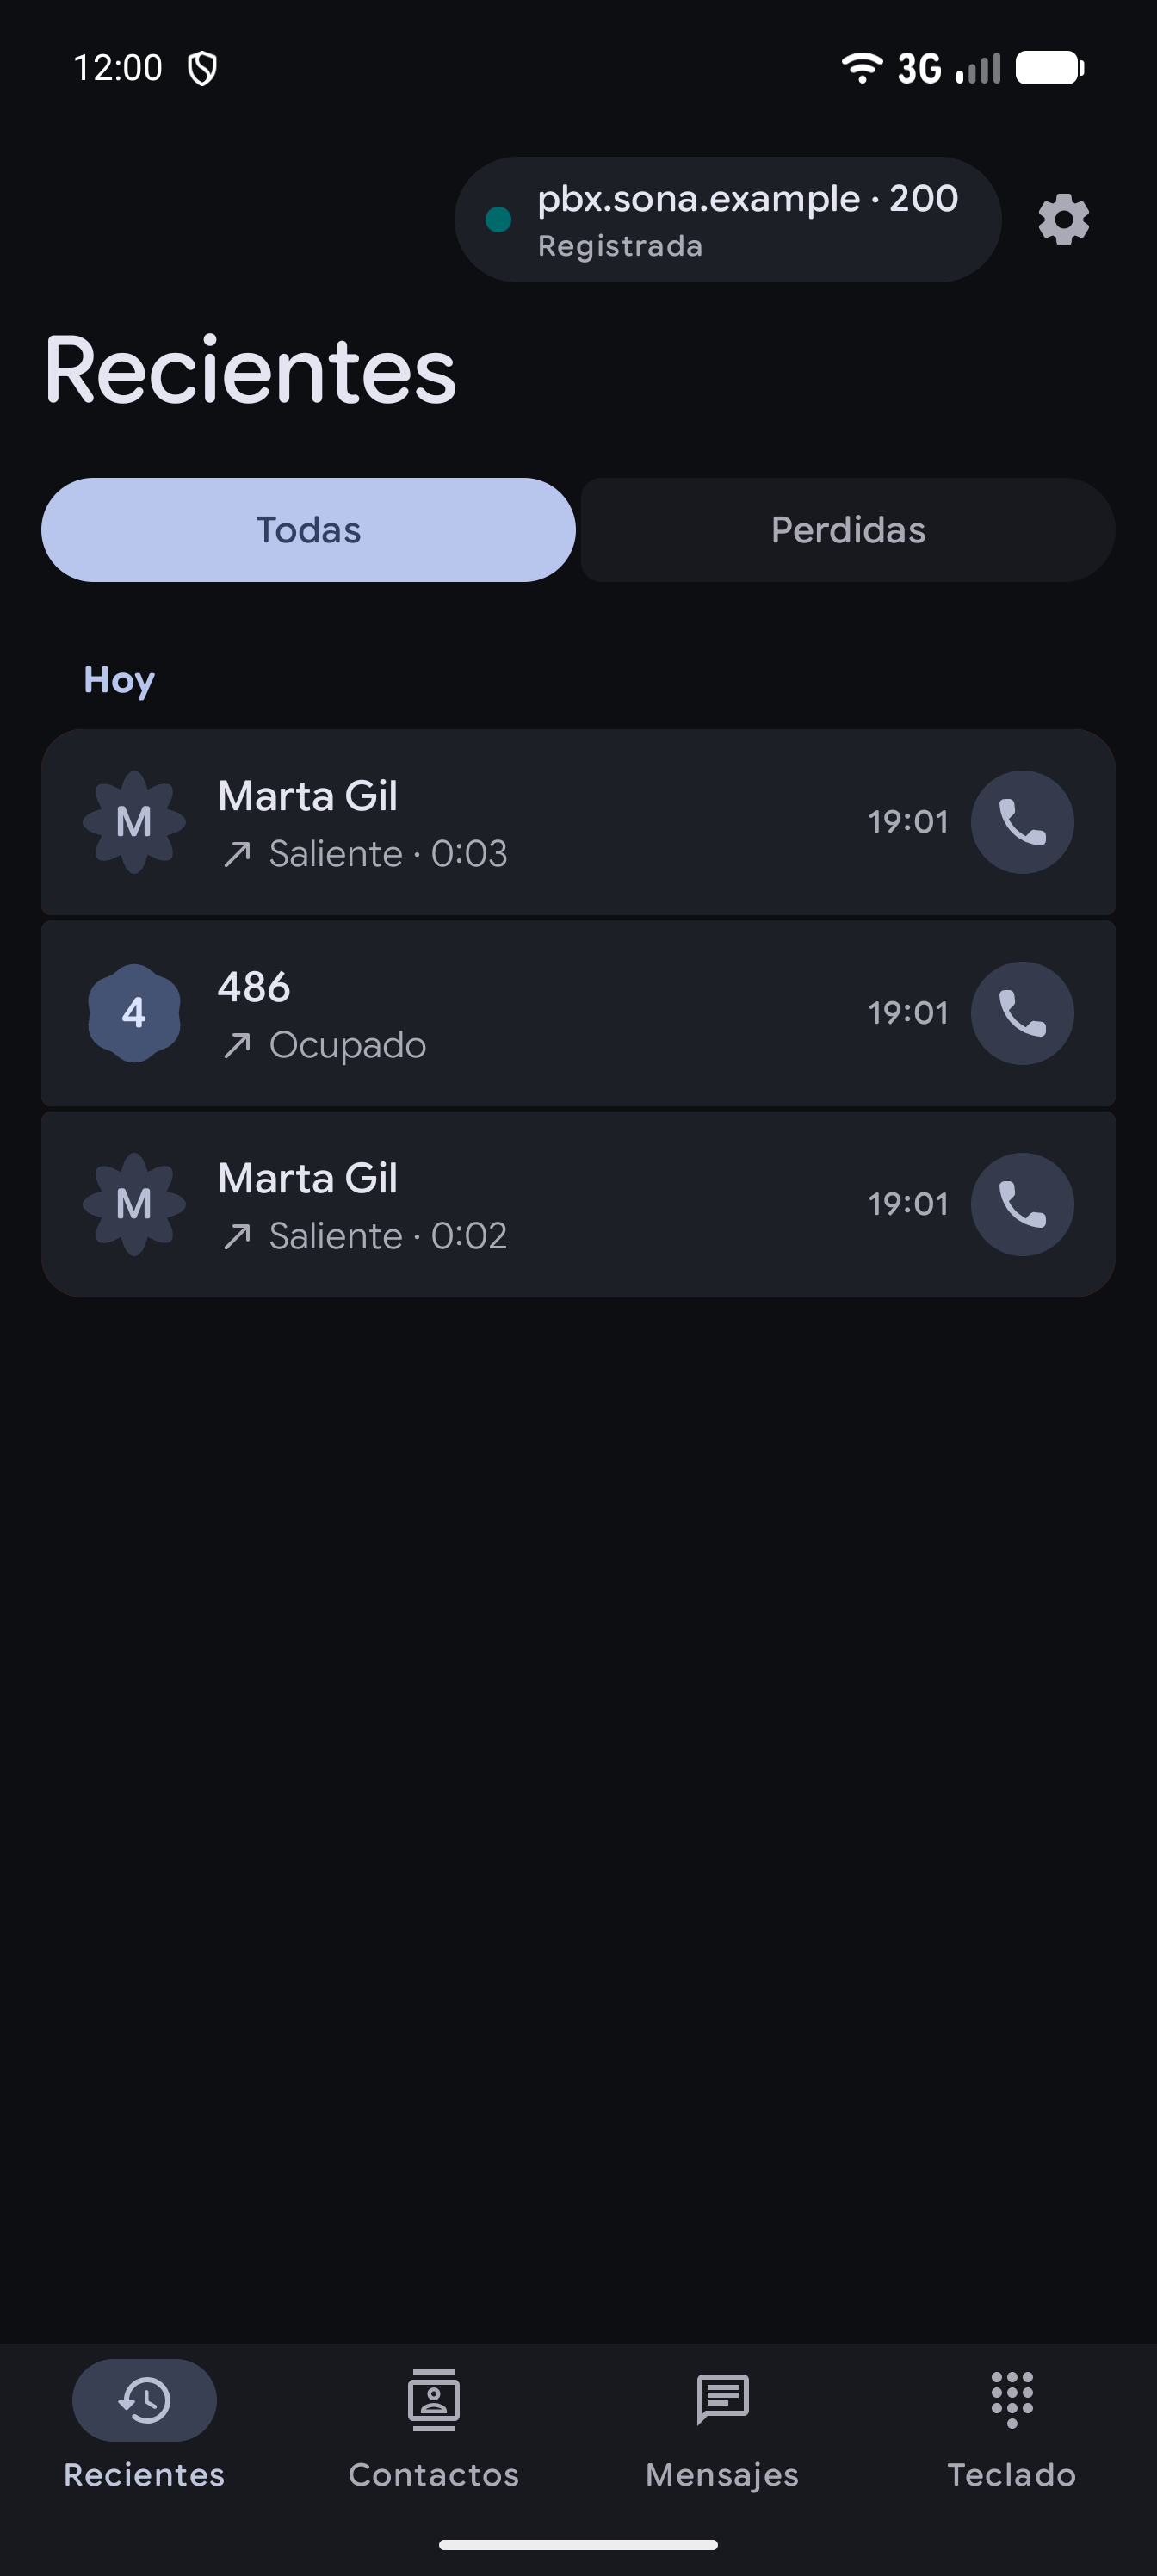 12:00 3G
pbx.sona.example · 200
Registrada
Recientes
Todas Perdidas
Hoy
M Marta Gil
Saliente · 0:03 19:01
4 486
Ocupado 19:01
M Marta Gil
Saliente · 0:02 19:01
Recientes Contactos Mensajes Teclado